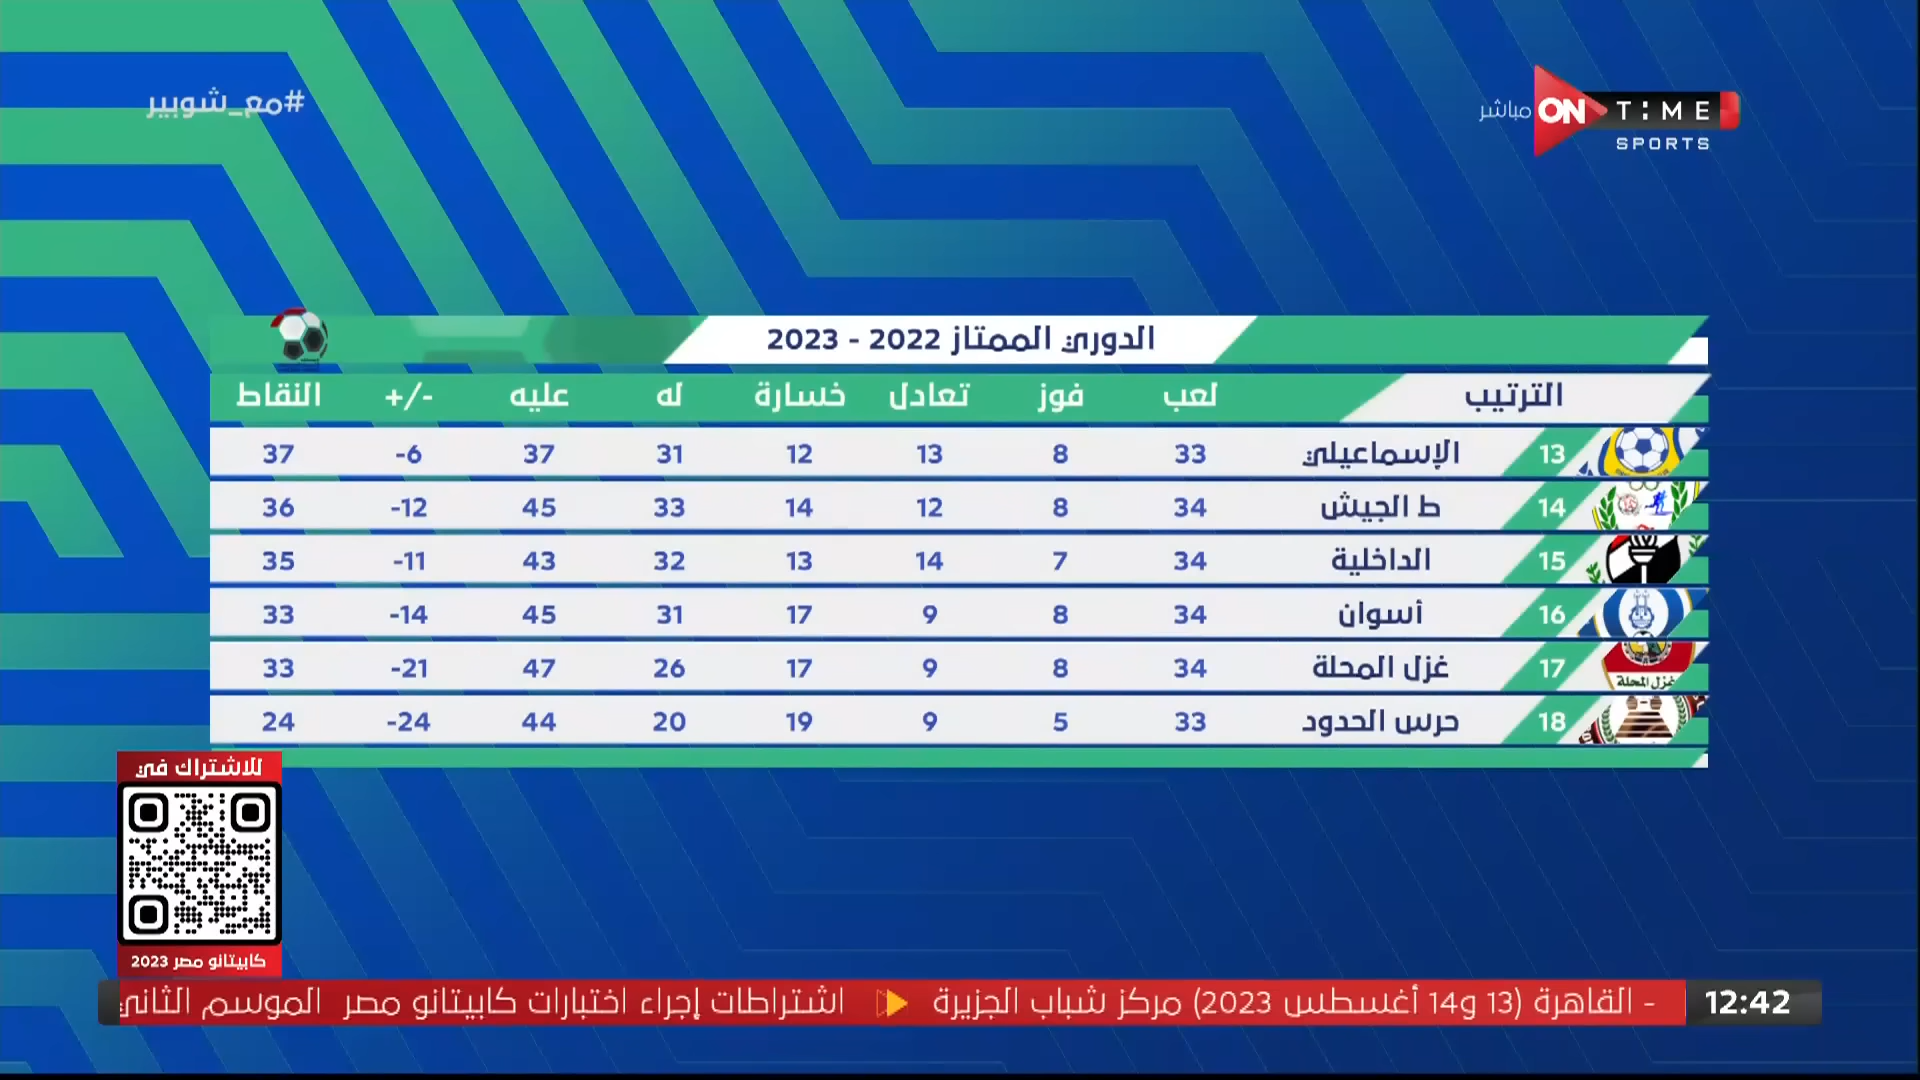 #مع_شوبير
مباشر ON T:ME
SPORTS
الدوري الممتاز 2022 - 2023
الترتيب لعب فوز تعادل خسارة له عليه +/- النقاط
13 الإسماعيلي 33 8 13 12 31 37 -6 37
14 ط الجيش 34 8 12 14 33 45 -12 36
15 الداخلية 34 7 14 13 32 43 -11 35
16 أسوان 34 8 9 17 31 45 -14 33
غزل المحلة
17 غزل المحلة 34 8 9 17 26 47 -21 33
18 حرس الحدود 33 5 9 19 20 44 -24 24
للاشتراك في
كابيتانو مصر 2023
- القاهرة (13 و14 أغسطس 2023) مركز شباب الجزيرة اشتراطات إجراء اختبارات كابيتانو مصر الموسم الثاني
12:42